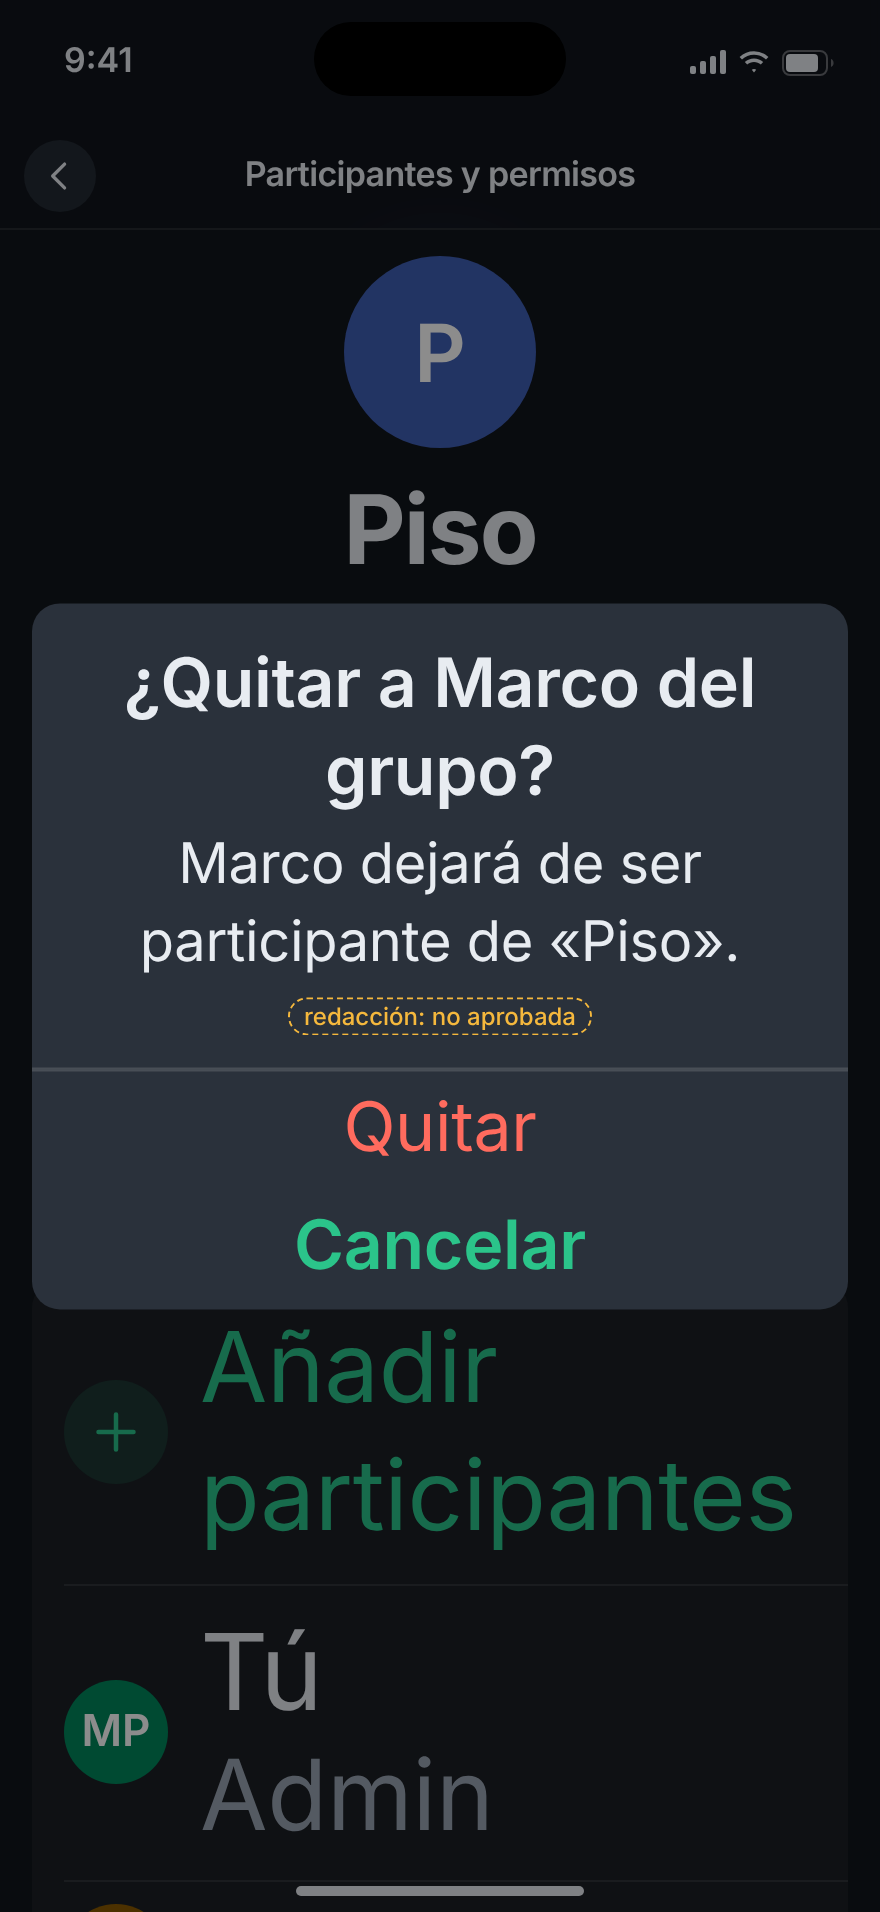 9:41
Participantes y permisos
P
Piso
¿Quitar a Marco del
grupo?
Marco dejará de ser
participante de «Piso».
redacción: no aprobada
Quitar
Cancelar
Añadir
participantes
Tú
MP
Admin